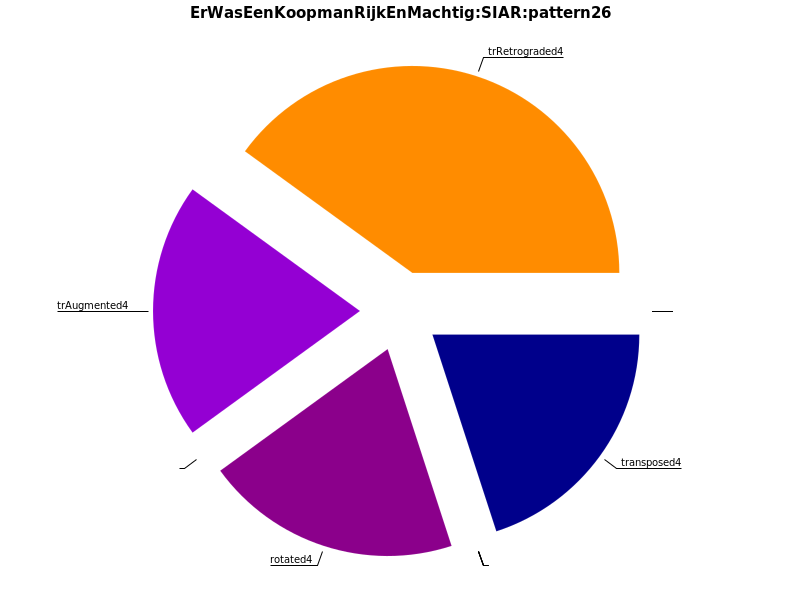 ErWasEenKoopmanRijkEnMachtig:SIAR:pattern26
trRetrograded4
trAugmented4
transposed4
rotated4